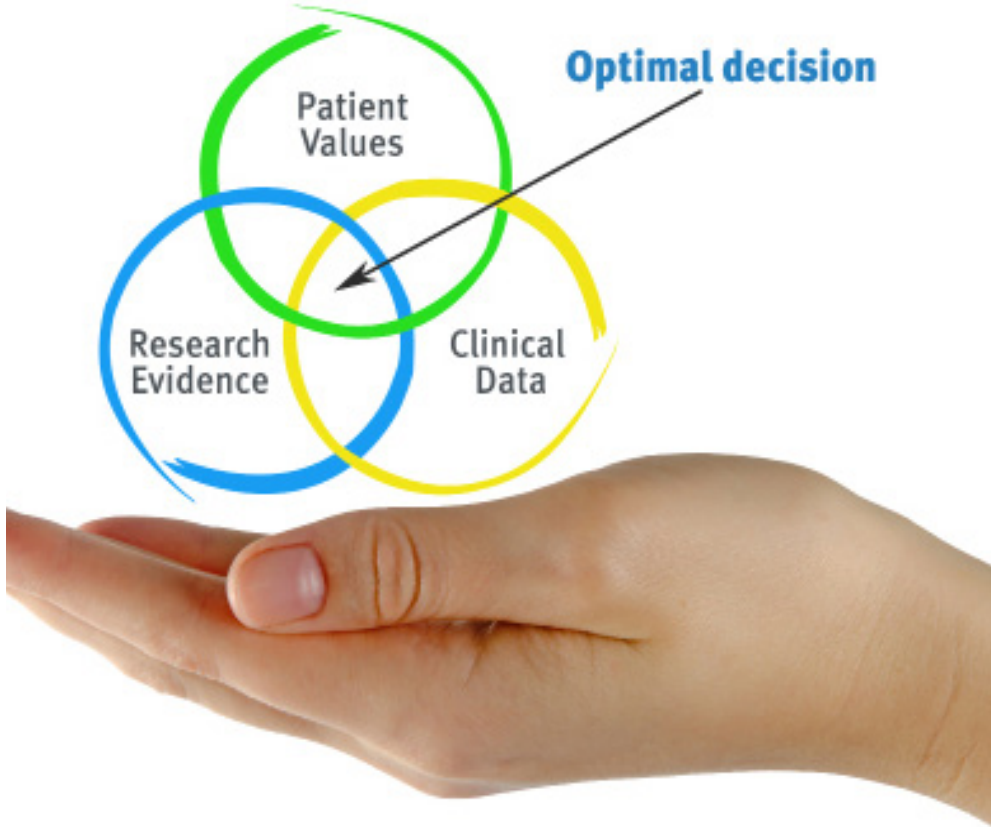 Optimal decision
Patient
Values
Research
Evidence
Clinical
Data